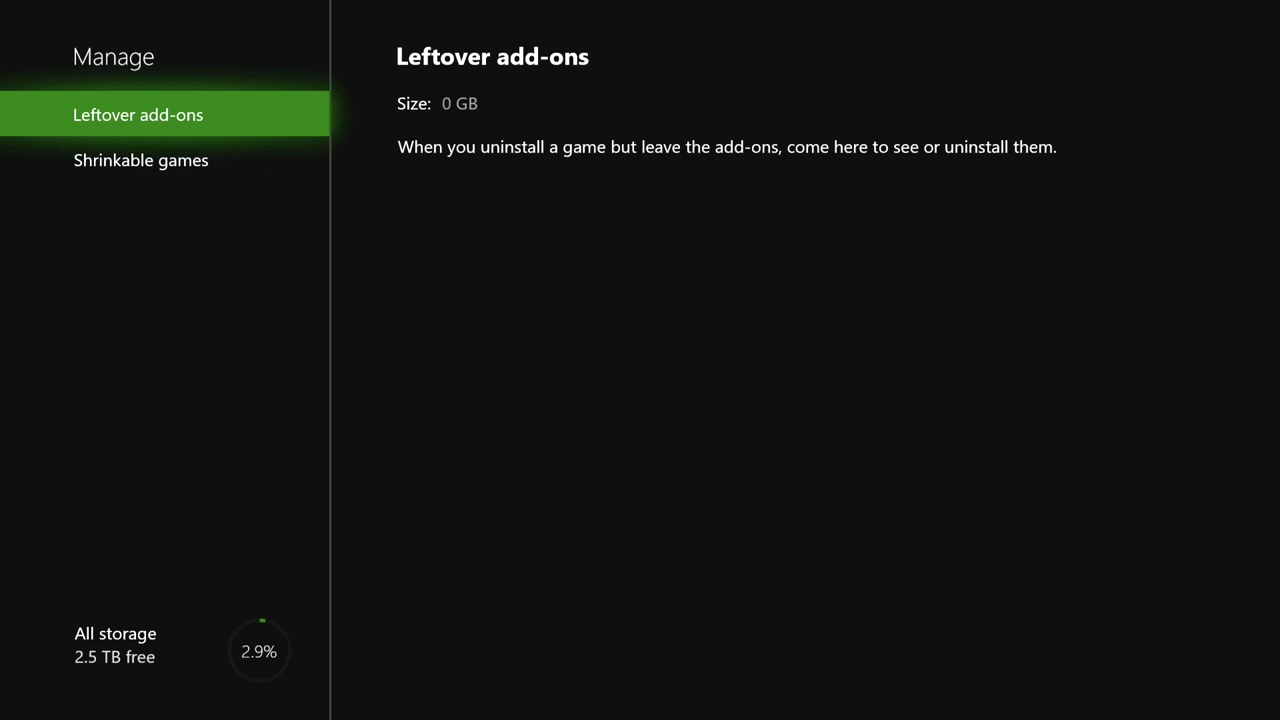 Manage
Leftover add-ons
Shrinkable games
Leftover add-ons
Size: 0 GB
When you uninstall a game but leave the add-ons, come here to see or uninstall them.
All storage
2.5 TB free
2.9%